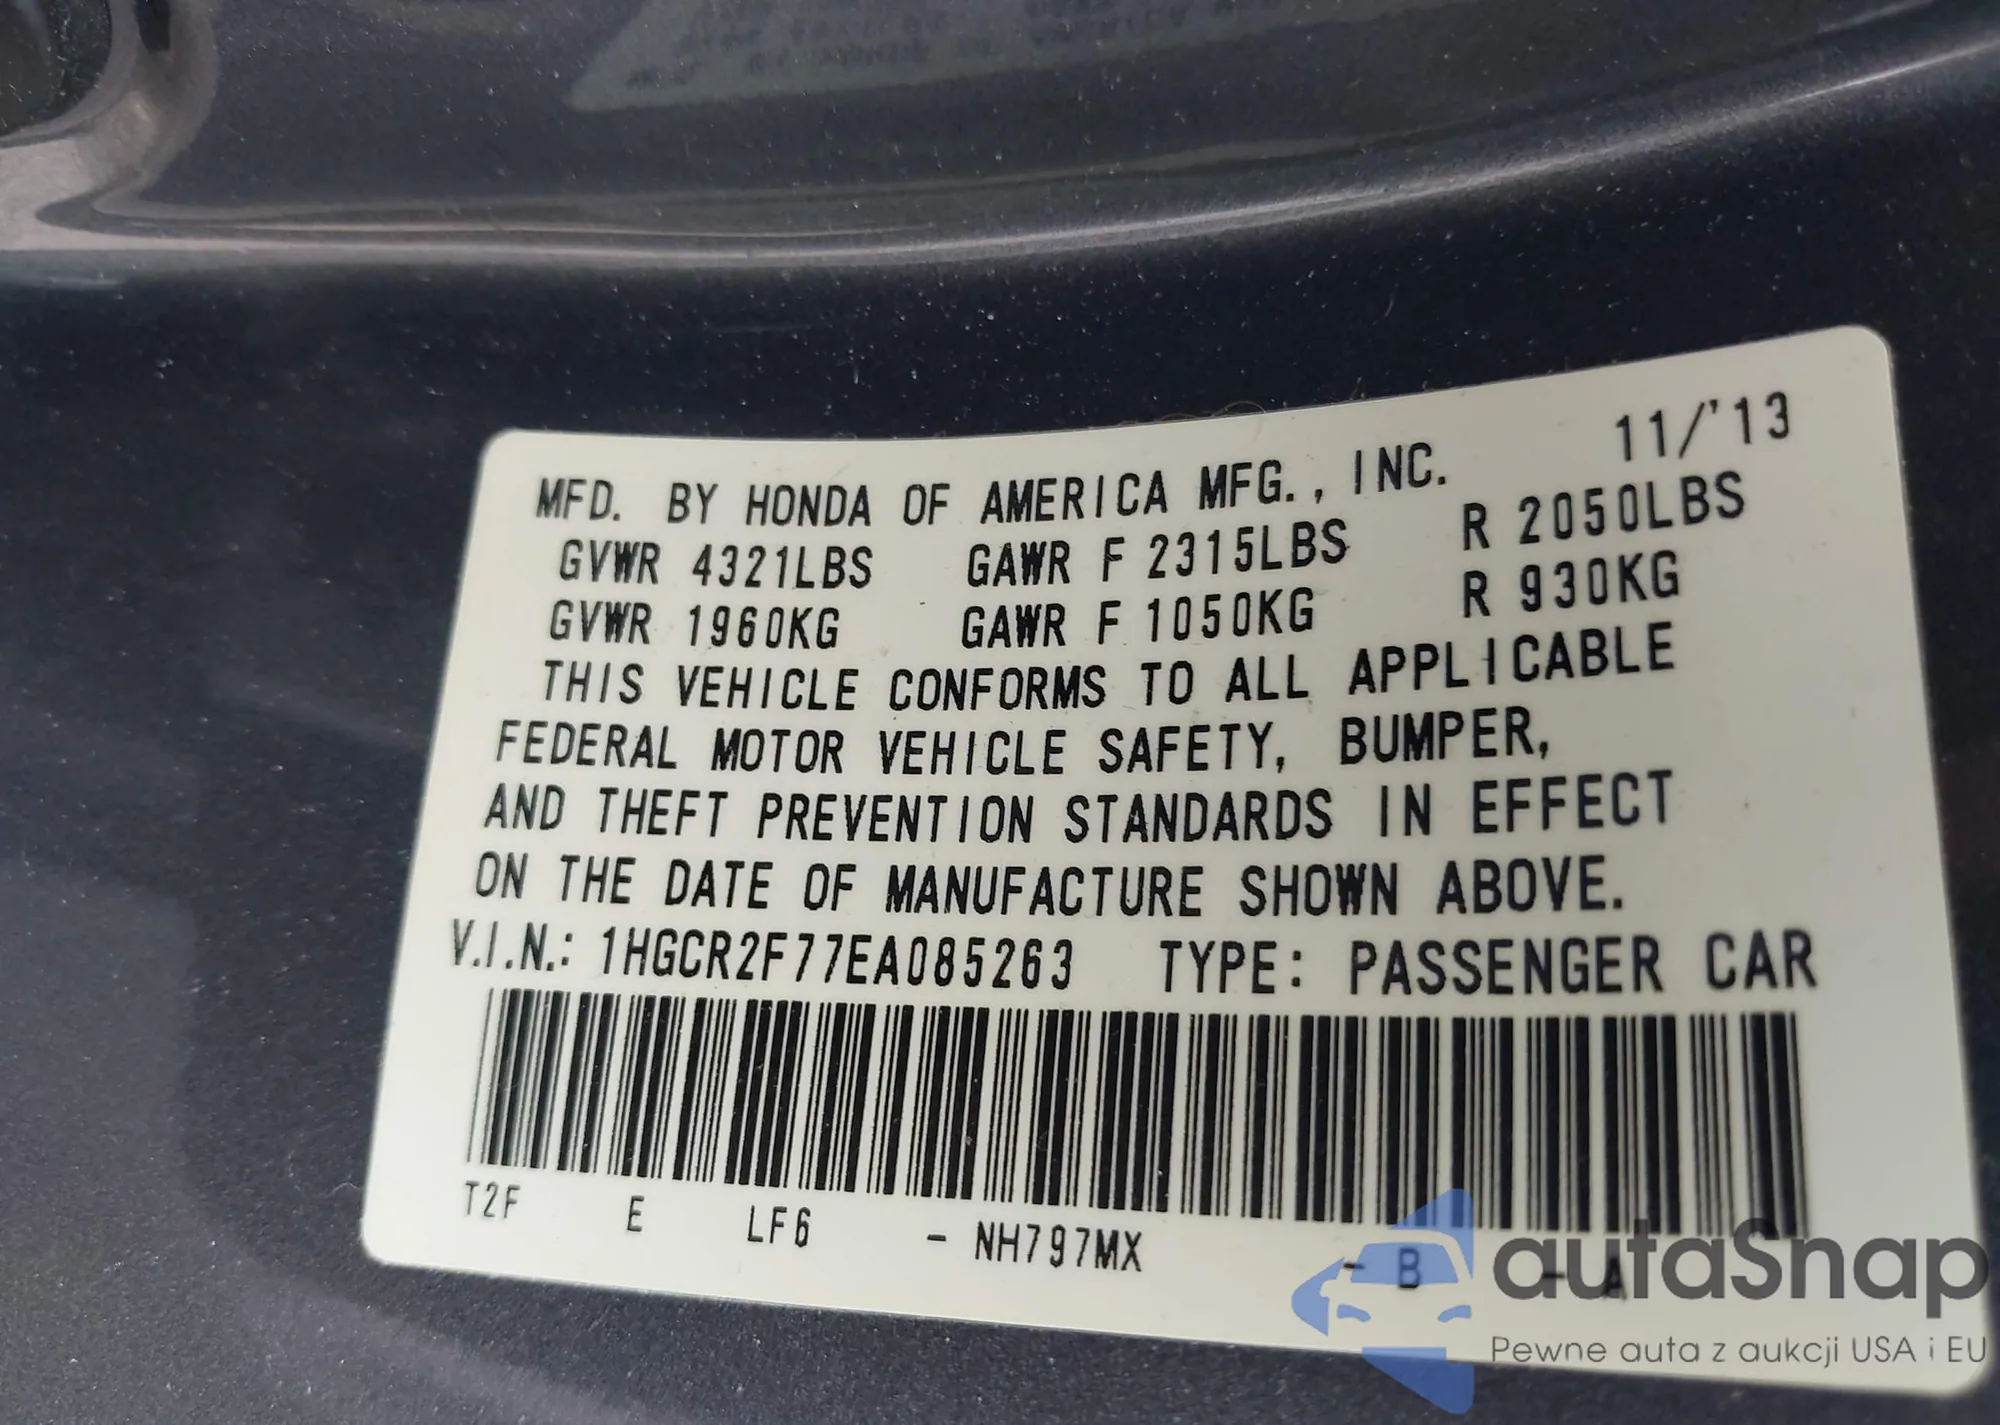 MFD. BY HONDA OF AMERICA MFG., INC. 11/'13
GVWR 4321LBS GAWR F 2315LBS R 2050LBS
GVWR 1960KG GAWR F 1050KG R 930KG
THIS VEHICLE CONFORMS TO ALL APPLICABLE
FEDERAL MOTOR VEHICLE SAFETY, BUMPER,
AND THEFT PREVENTION STANDARDS IN EFFECT
ON THE DATE OF MANUFACTURE SHOWN ABOVE.
V.I.N.: 1HGCR2F77EA085263 TYPE: PASSENGER CAR
T2F E LF6 - NH797MX - B - A
autaSnap
Pewne auta z aukcji USA i EU